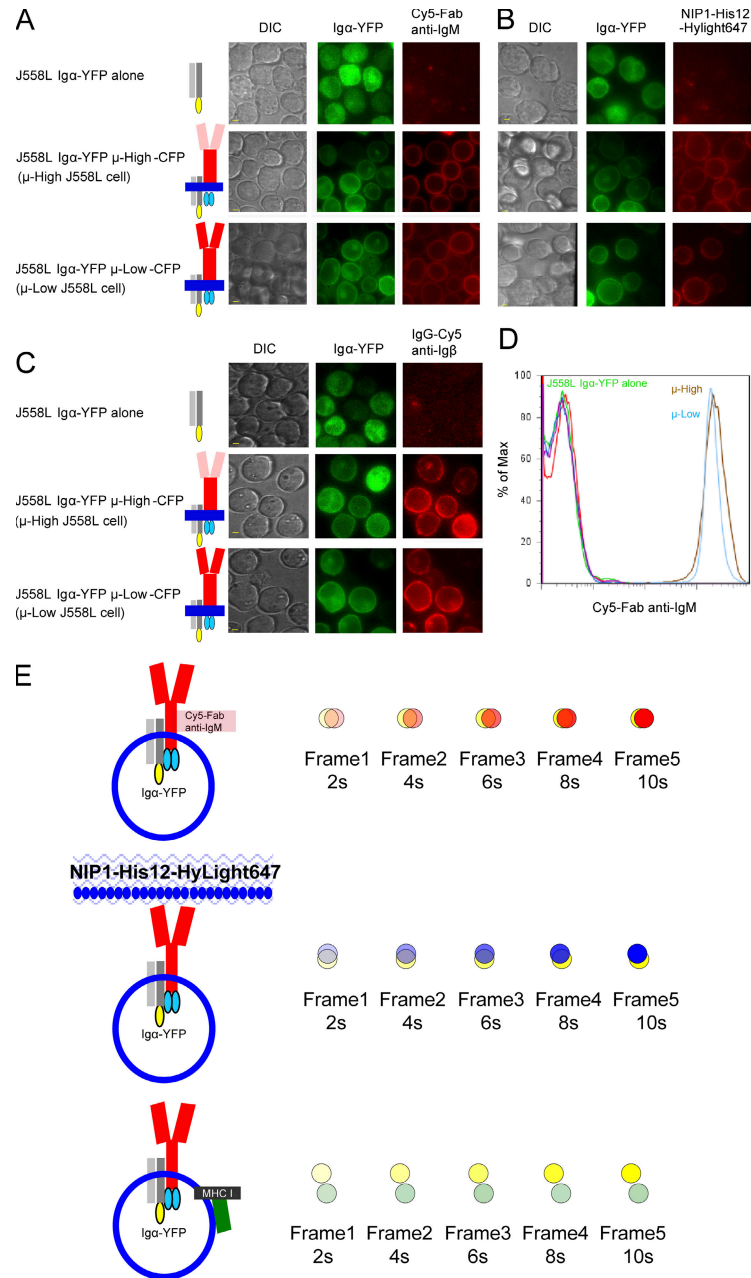 A
DIC
Igα-YFP
Cy5-Fab
anti-IgM
J558L Igα-YFP alone
J558L Igα-YFP µ-High-CFP
(µ-High J558L cell)
J558L Igα-YFP µ-Low-CFP
(µ-Low J558L cell)
B
DIC
Igα-YFP
NIP1-His12
-Hylight647
C
DIC
Igα-YFP
IgG-Cy5
anti-Igβ
J558L Igα-YFP alone
J558L Igα-YFP µ-High-CFP
(µ-High J558L cell)
J558L Igα-YFP µ-Low-CFP
(µ-Low J558L cell)
D
J558L Igα-YFP alone
µ-High
µ-Low
100
80
60
40
20
0
% of Max
Cy5-Fab anti-IgM
E
Cy5-Fab
anti-IgM
Igα-YFP
Frame1 Frame2 Frame3 Frame4 Frame5
2s 4s 6s 8s 10s
NIP1-His12-HyLight647
Igα-YFP
Frame1 Frame2 Frame3 Frame4 Frame5
2s 4s 6s 8s 10s
MHC I
Igα-YFP
Frame1 Frame2 Frame3 Frame4 Frame5
2s 4s 6s 8s 10s